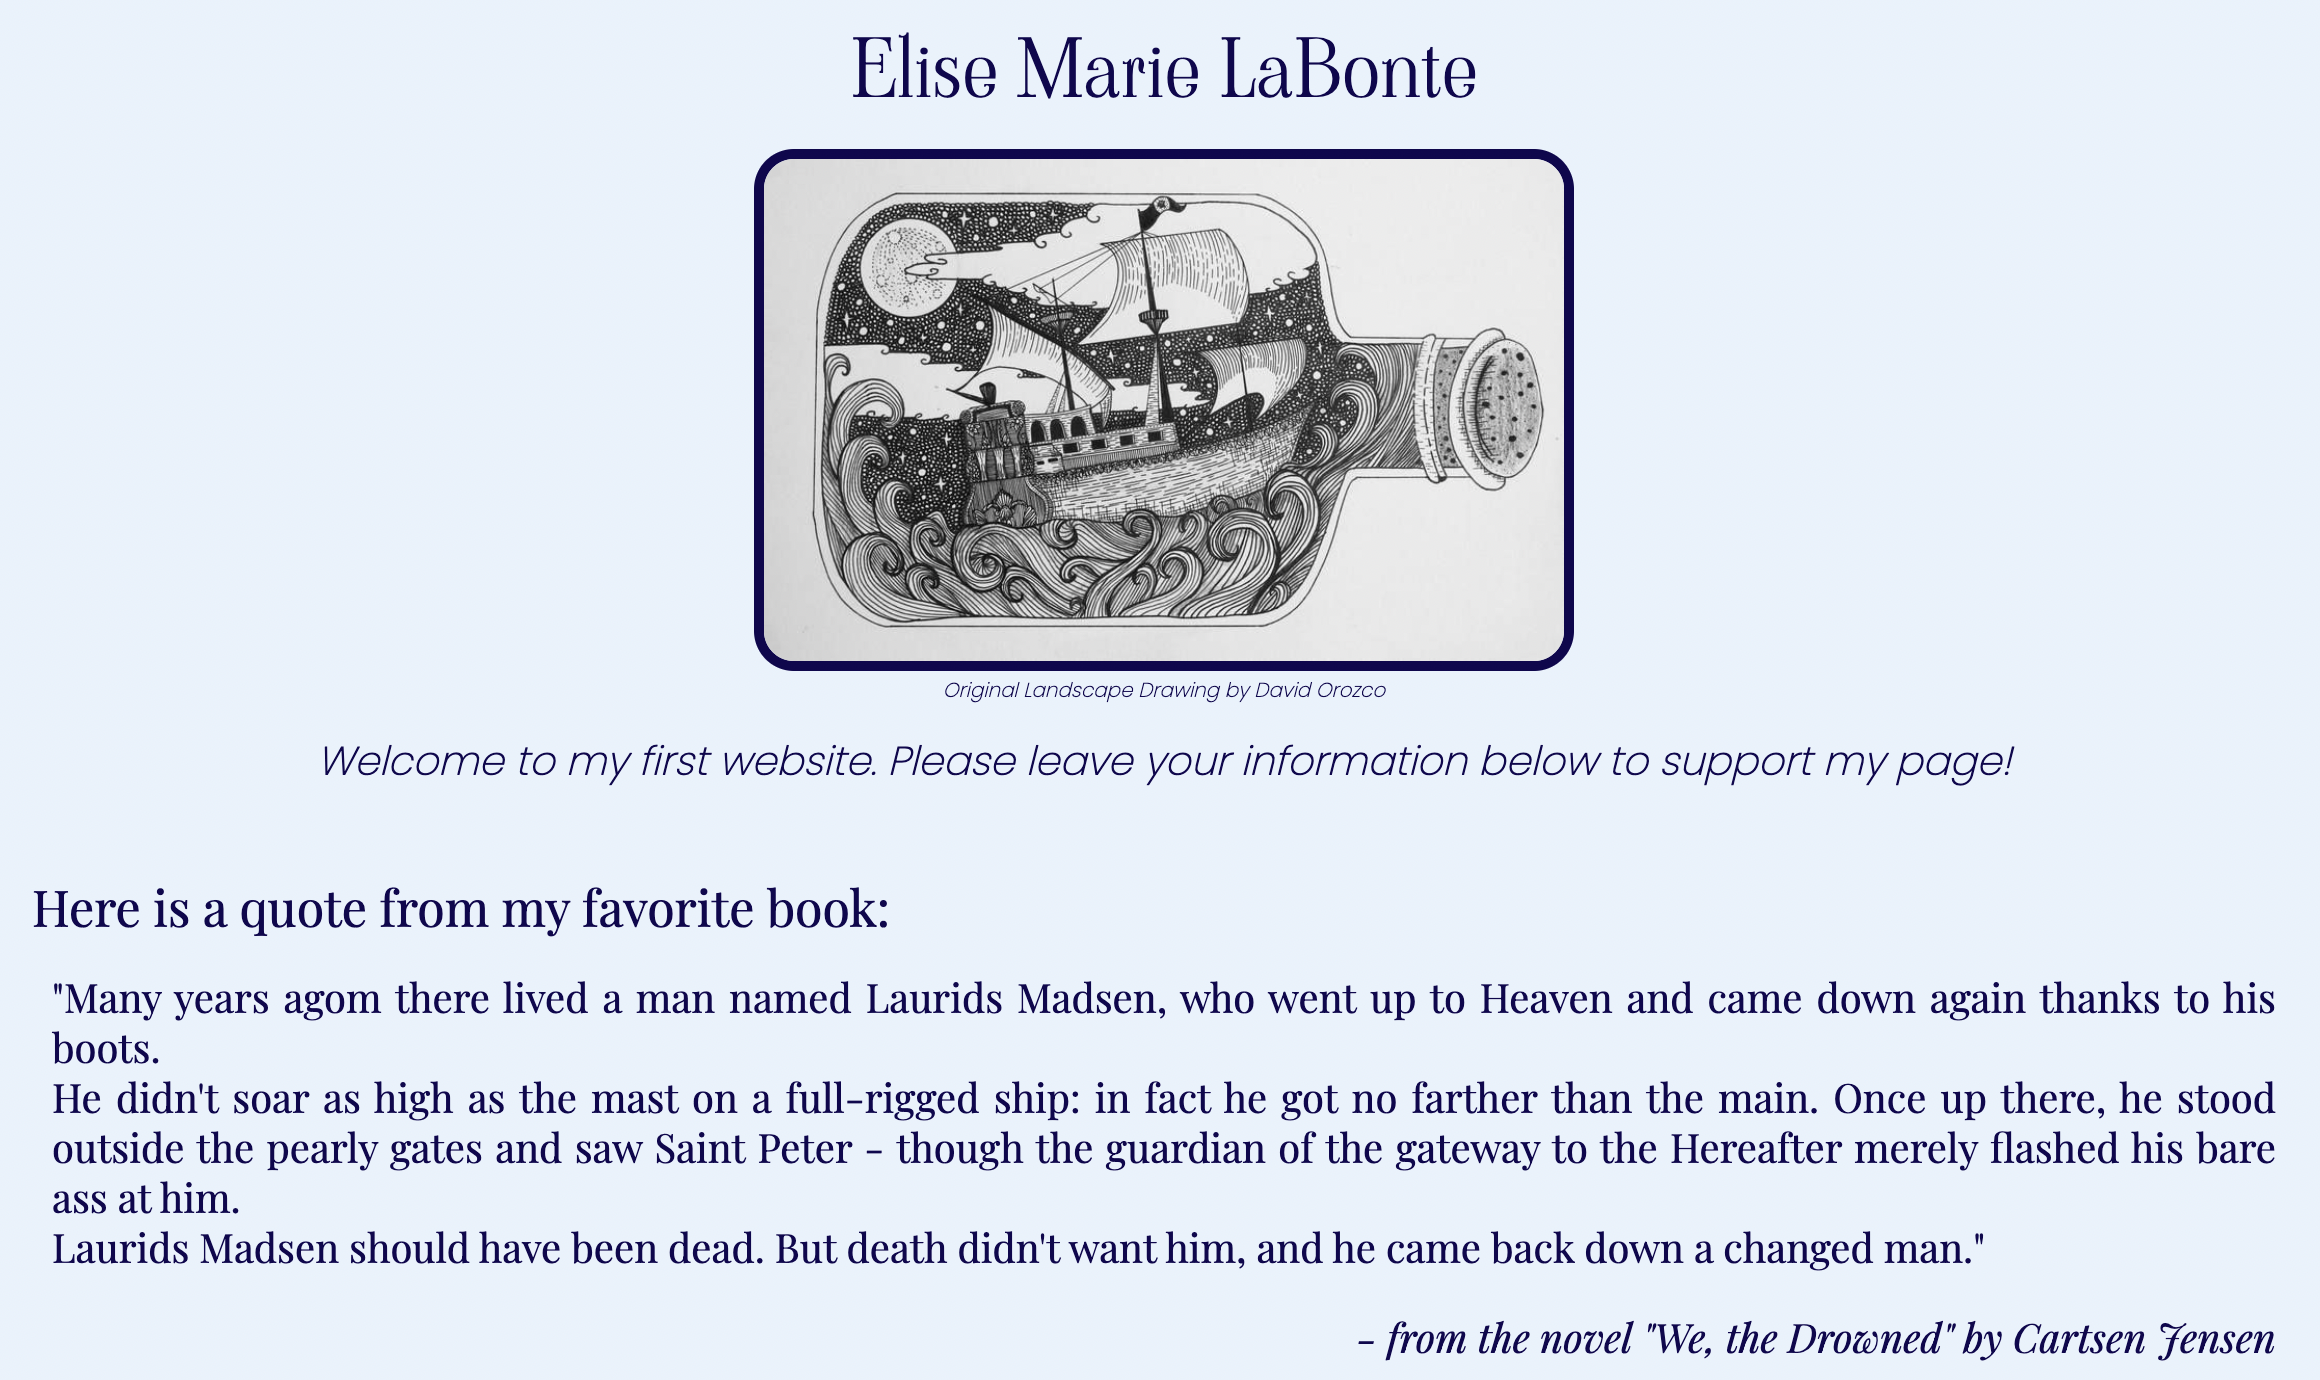 Elise Marie LaBonte
Original Landscape Drawing by David Orozco
Welcome to my first website. Please leave your information below to support my page!
Here is a quote from my favorite book:
"Many years agom there lived a man named Laurids Madsen, who went up to Heaven and came down again thanks to his
boots.
He didn't soar as high as the mast on a full-rigged ship: in fact he got no farther than the main. Once up there, he stood
outside the pearly gates and saw Saint Peter - though the guardian of the gateway to the Hereafter merely flashed his bare
ass at him.
Laurids Madsen should have been dead. But death didn't want him, and he came back down a changed man."
- from the novel "We, the Drowned" by Cartsen Jensen